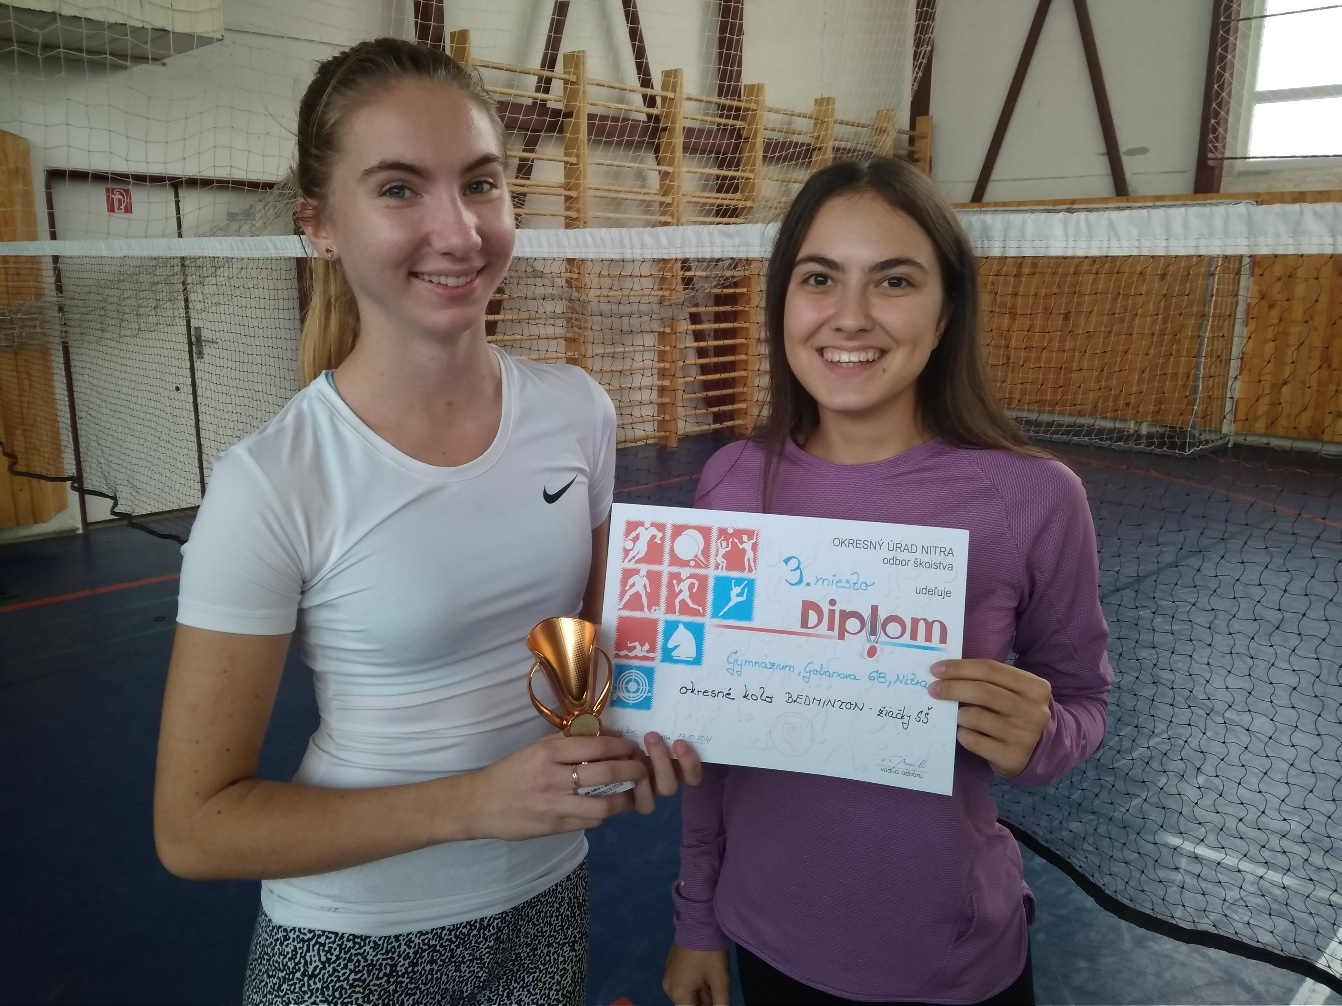 OKRESNÝ ÚRAD NITRA
odbor školstva
3. miesto
udeľuje
Diplom
Gymnázium, Golianova 68, Nitra
okresné kolo BEDMINTON - žiačky SŠ
vedúci odboru